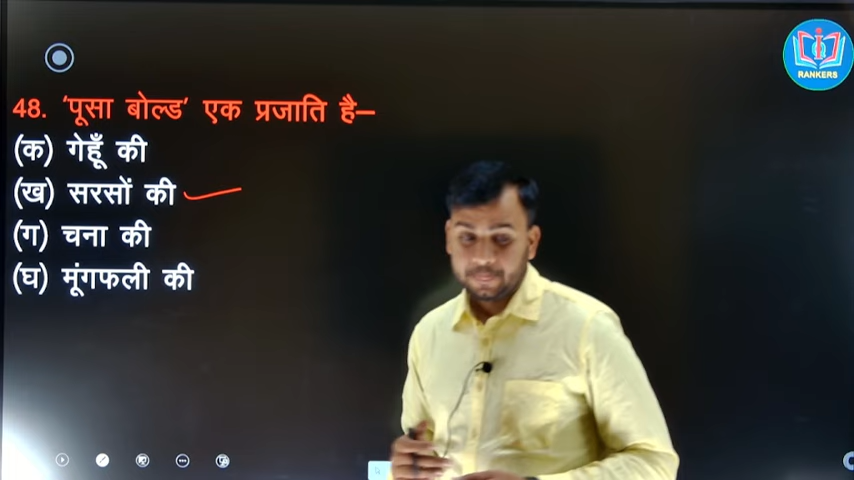 RANKERS
48. 'पूसा बोल्ड' एक प्रजाति है–
(क) गेहूँ की
(ख) सरसों की
(ग) चना की
(घ) मूंगफली की